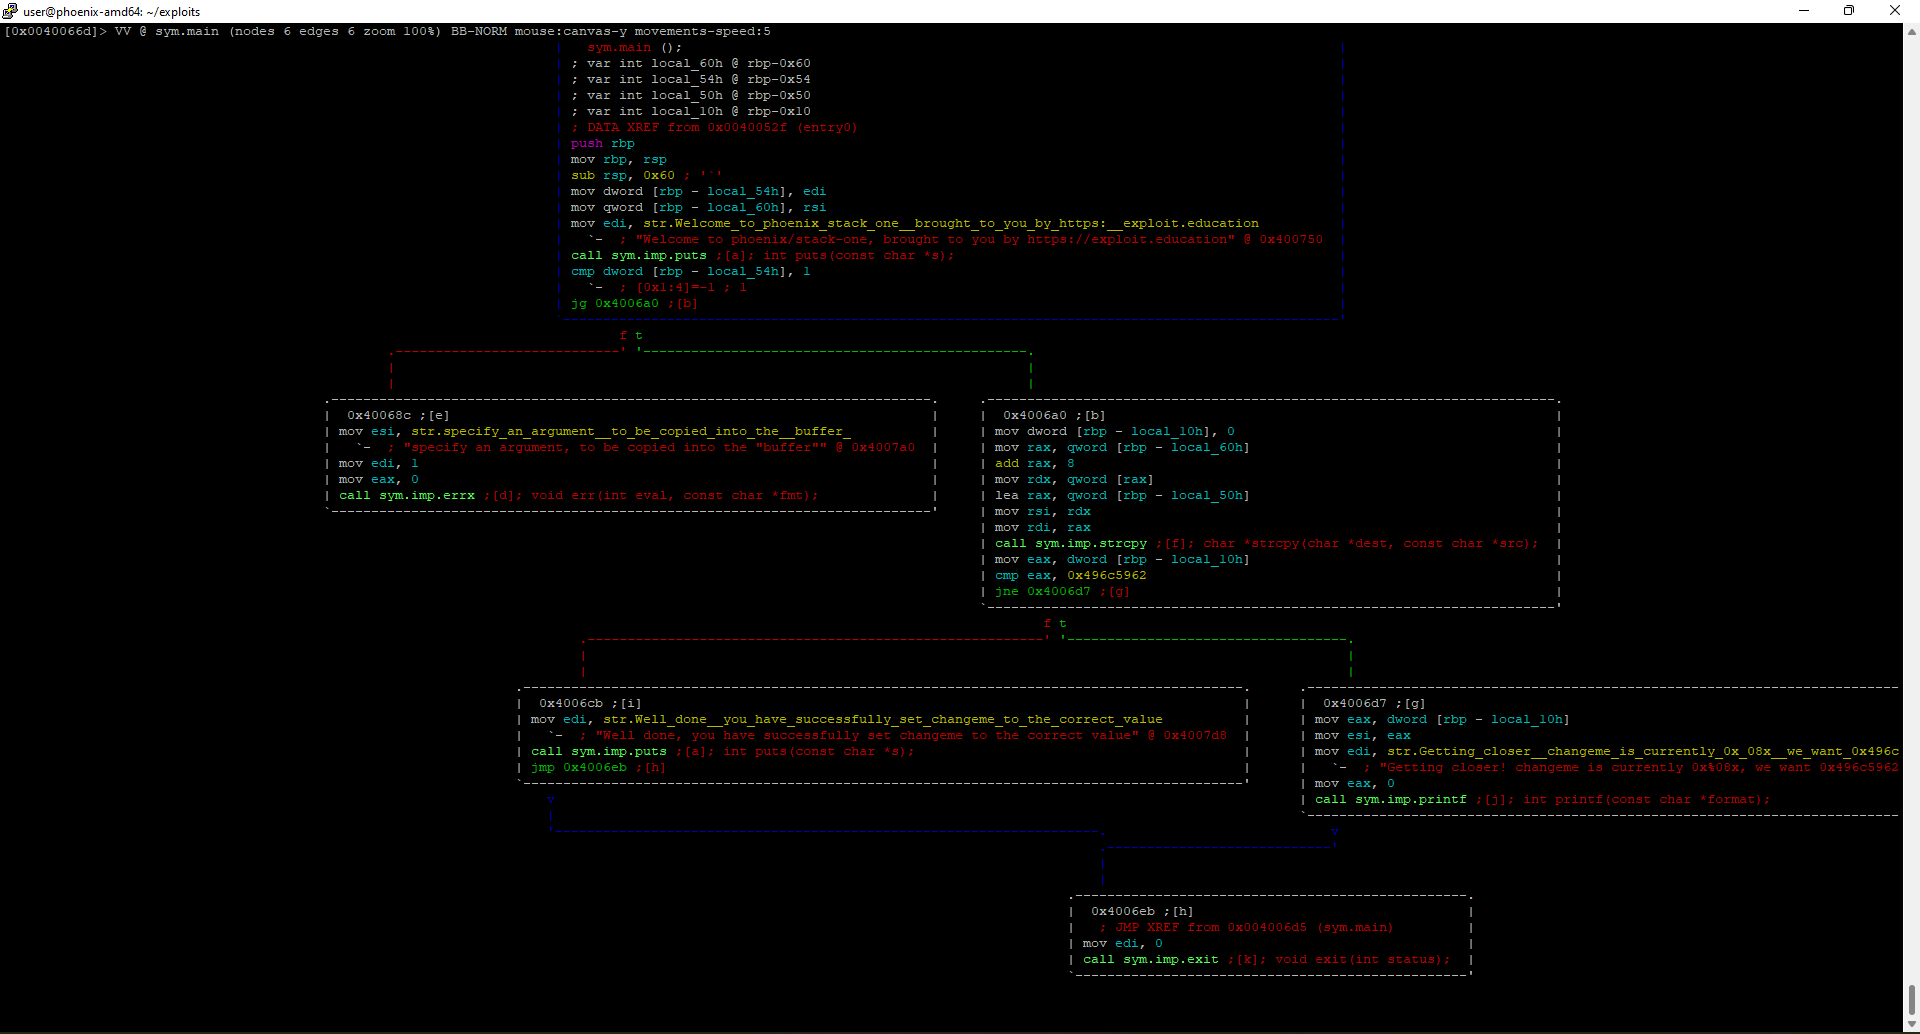 user@phoenix-amd64: ~/exploits
[0x0040066d]> VV @ sym.main (nodes 6 edges 6 zoom 100%) BB-NORM mouse:canvas-y movements-speed:5
sym.main ();
; var int local_60h @ rbp-0x60
; var int local_54h @ rbp-0x54
; var int local_50h @ rbp-0x50
; var int local_10h @ rbp-0x10
; DATA XREF from 0x0040052f (entry0)
push rbp
mov rbp, rsp
sub rsp, 0x60 ; '`'
mov dword [rbp - local_54h], edi
mov qword [rbp - local_60h], rsi
mov edi, str.Welcome_to_phoenix_stack_one__brought_to_you_by_https:__exploit.education
`- ; "Welcome to phoenix/stack-one, brought to you by https://exploit.education" @ 0x400750
call sym.imp.puts ;[a]; int puts(const char *s);
cmp dword [rbp - local_54h], 1
`- ; [0x1:4]=-1 ; 1
jg 0x4006a0 ;[b]
f t
0x40068c ;[e]
mov esi, str.specify_an_argument__to_be_copied_into_the__buffer_
`- ; "specify an argument, to be copied into the "buffer"" @ 0x4007a0
mov edi, 1
mov eax, 0
call sym.imp.errx ;[d]; void err(int eval, const char *fmt);
0x4006a0 ;[b]
mov dword [rbp - local_10h], 0
mov rax, qword [rbp - local_60h]
add rax, 8
mov rdx, qword [rax]
lea rax, qword [rbp - local_50h]
mov rsi, rdx
mov rdi, rax
call sym.imp.strcpy ;[f]; char *strcpy(char *dest, const char *src);
mov eax, dword [rbp - local_10h]
cmp eax, 0x496c5962
jne 0x4006d7 ;[g]
f t
0x4006cb ;[i]
mov edi, str.Well_done__you_have_successfully_set_changeme_to_the_correct_value
`- ; "Well done, you have successfully set changeme to the correct value" @ 0x4007d8
call sym.imp.puts ;[a]; int puts(const char *s);
jmp 0x4006eb ;[h]
0x4006d7 ;[g]
mov eax, dword [rbp - local_10h]
mov esi, eax
mov edi, str.Getting_closer__changeme_is_currently_0x_08x__we_want_0x496c
`- ; "Getting closer! changeme is currently 0x%08x, we want 0x496c5962
mov eax, 0
call sym.imp.printf ;[j]; int printf(const char *format);
v
v
0x4006eb ;[h]
; JMP XREF from 0x004006d5 (sym.main)
mov edi, 0
call sym.imp.exit ;[k]; void exit(int status);